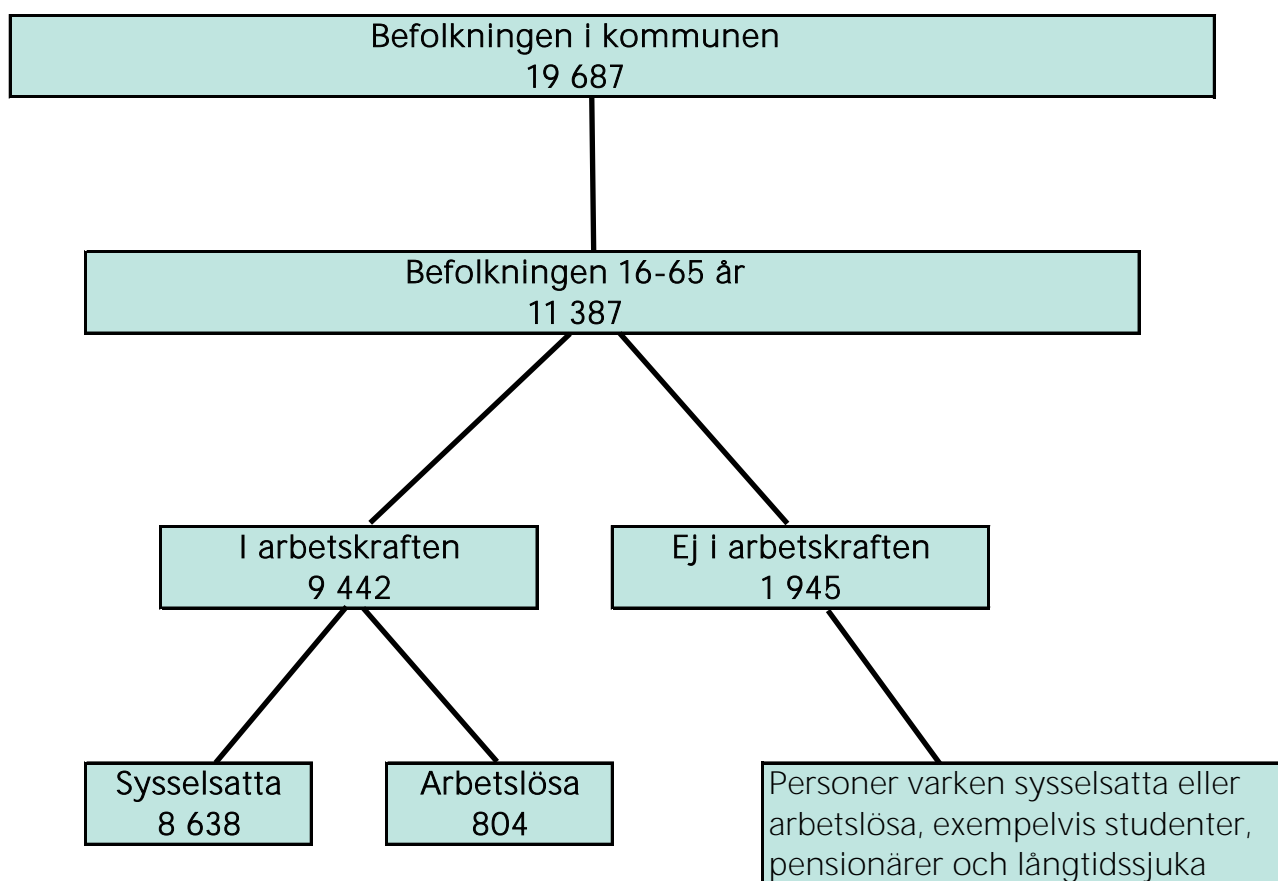 Befolkningen i kommunen
19 687
Befolkningen 16-65 år
11 387
I arbetskraften
9 442
Ej i arbetskraften
1 945
Sysselsatta
8 638
Arbetslösa
804
Personer varken sysselsatta eller
arbetslösa, exempelvis studenter,
pensionärer och långtidssjuka